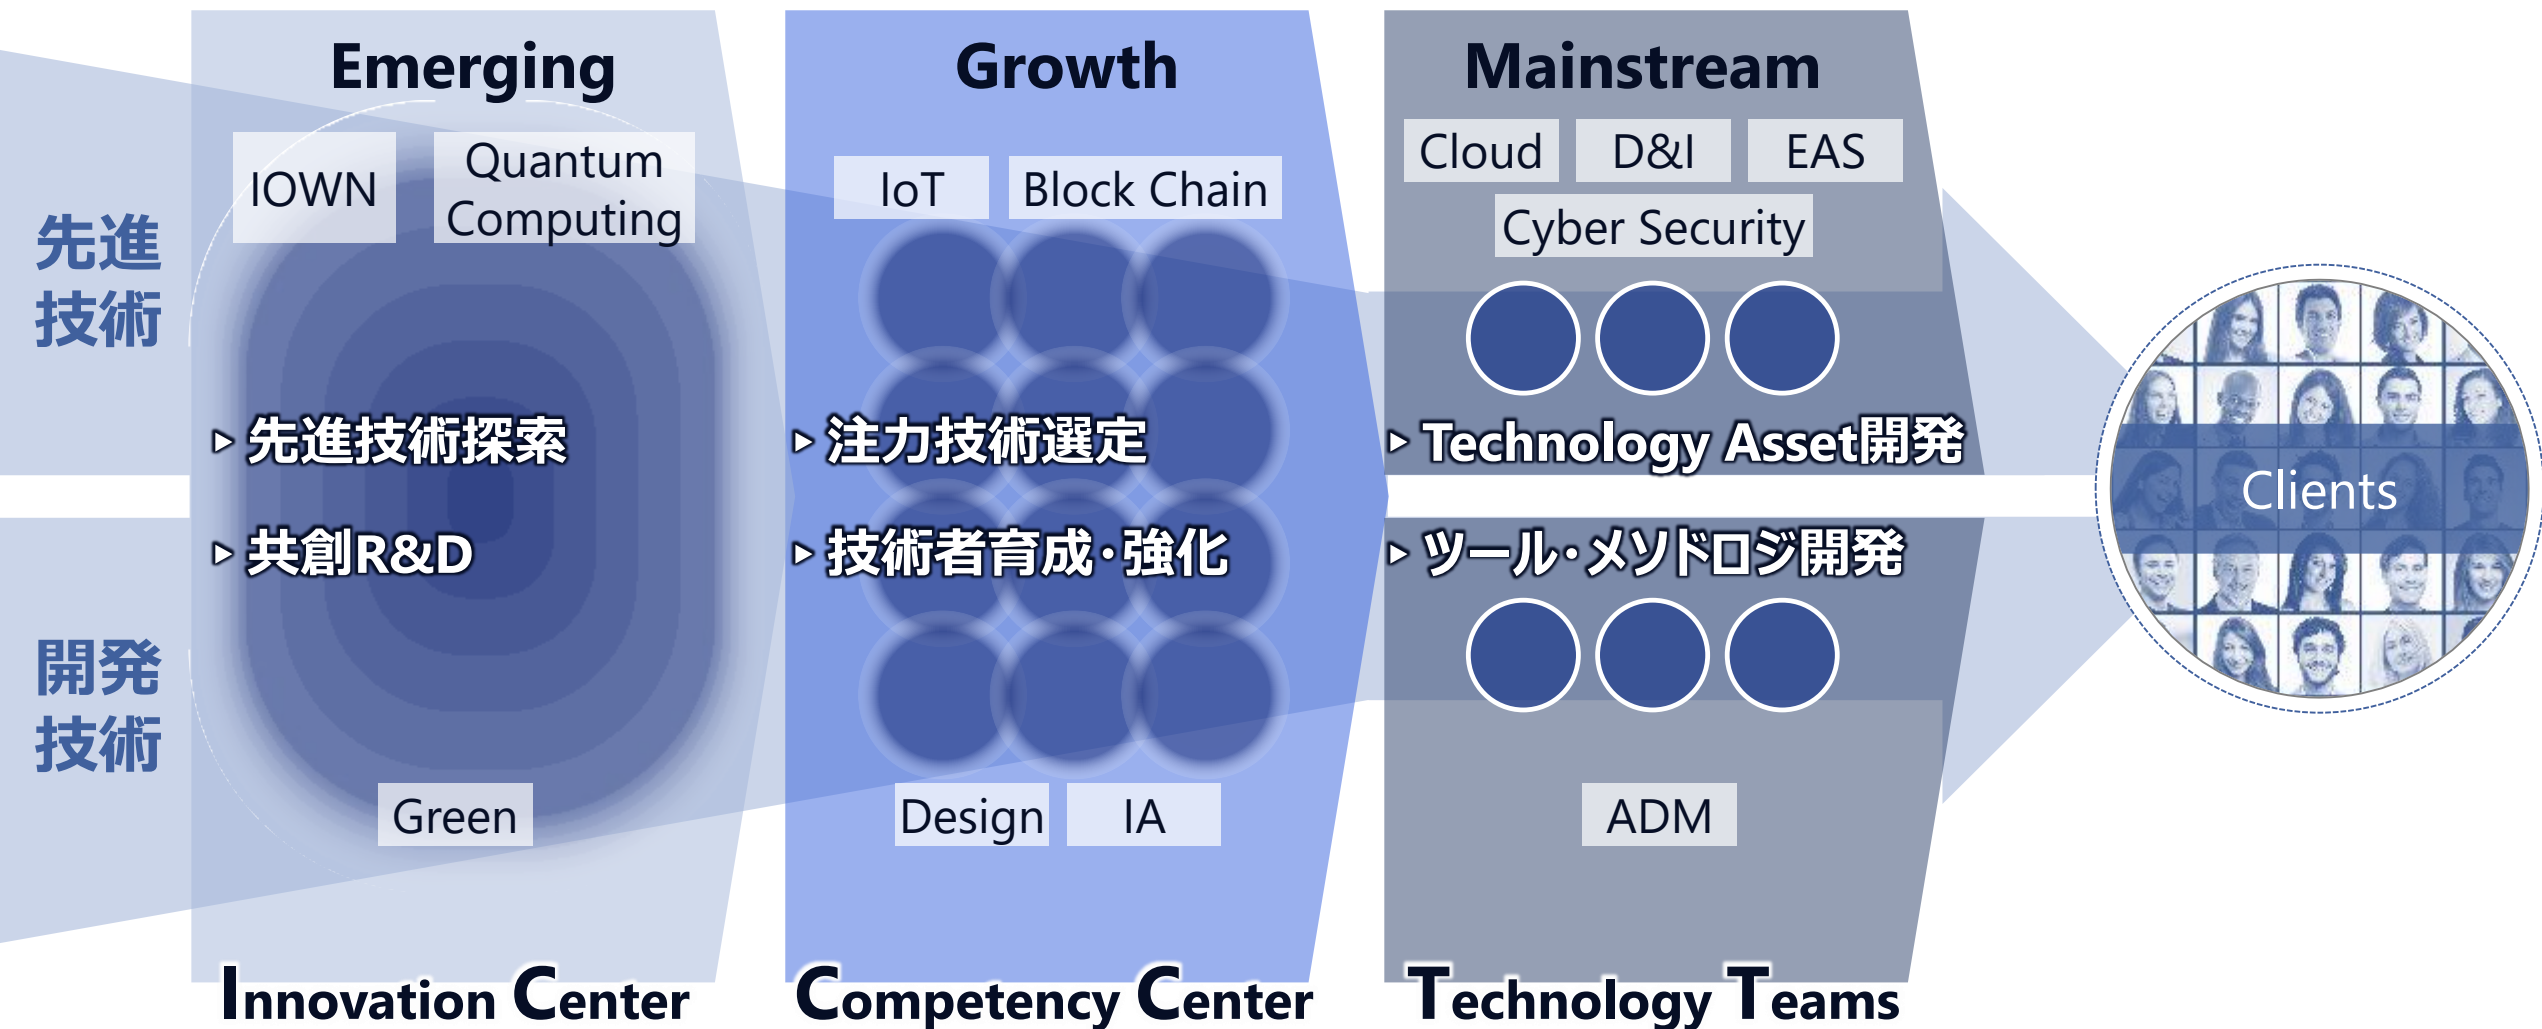 先進
技術
開発
技術
Emerging
IOWN
Quantum
Computing
▸ 先進技術探索
▸ 共創R&D
Green
Innovation Center
Growth
IoT
Block Chain
▸ 注力技術選定
▸ 技術者育成・強化
Design
IA
Competency Center
Mainstream
Cloud
D&I
EAS
Cyber Security
▸ Technology Asset開発
▸ ツール・メソドロジ開発
ADM
Technology Teams
Clients